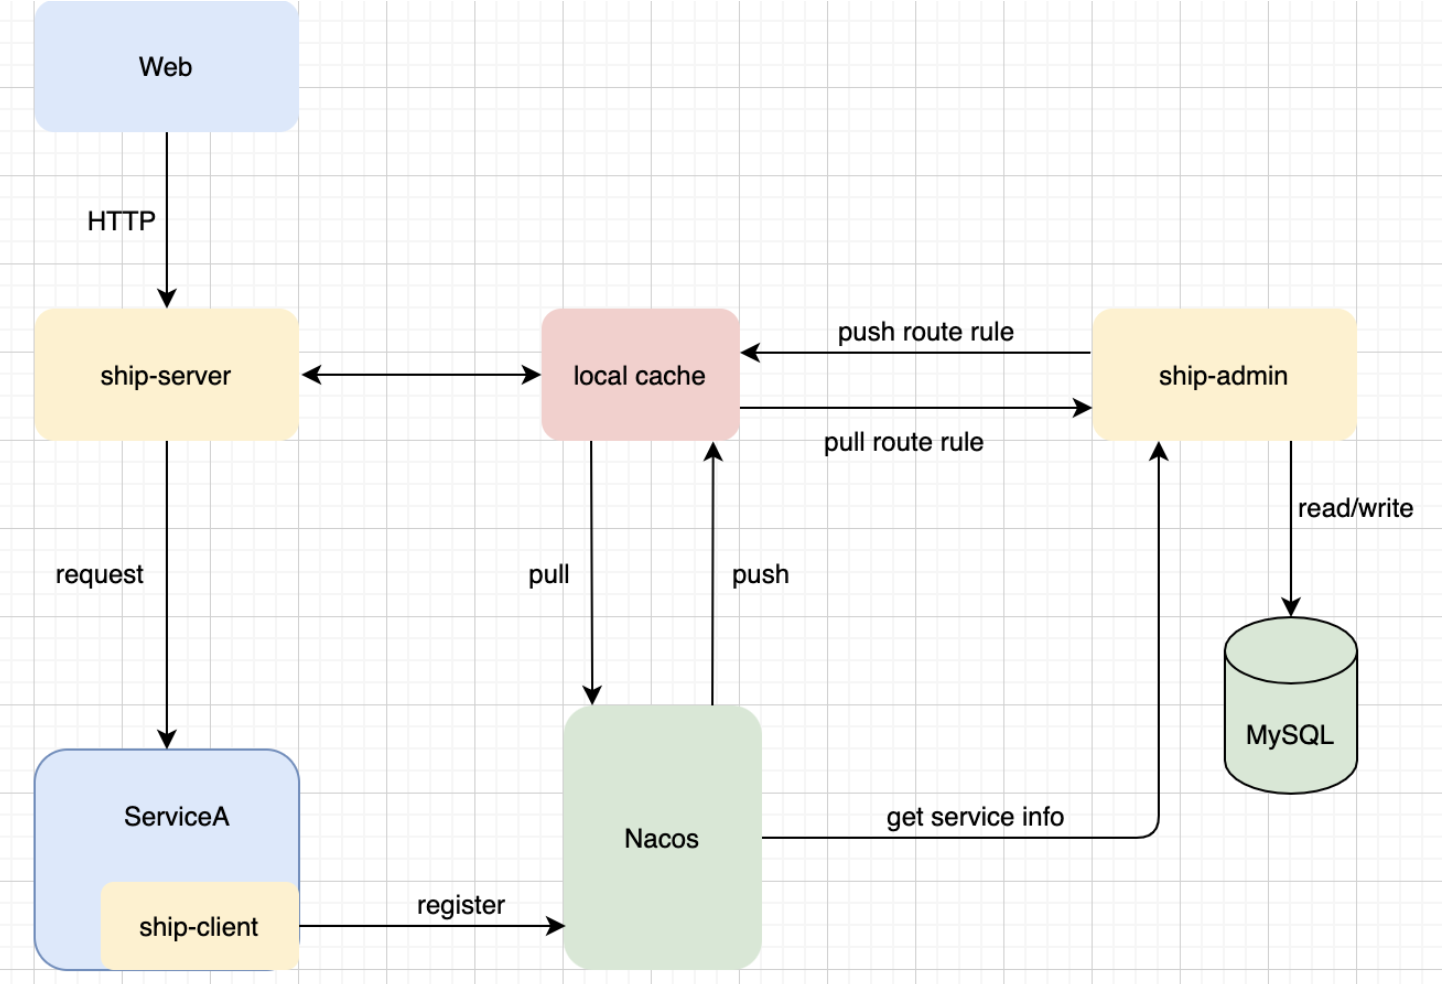 Web
HTTP
push route rule
ship-server
local cache
ship-admin
pull route rule
read/write
request
pull
push
MySQL
ServiceA
get service info
Nacos
register
ship-client